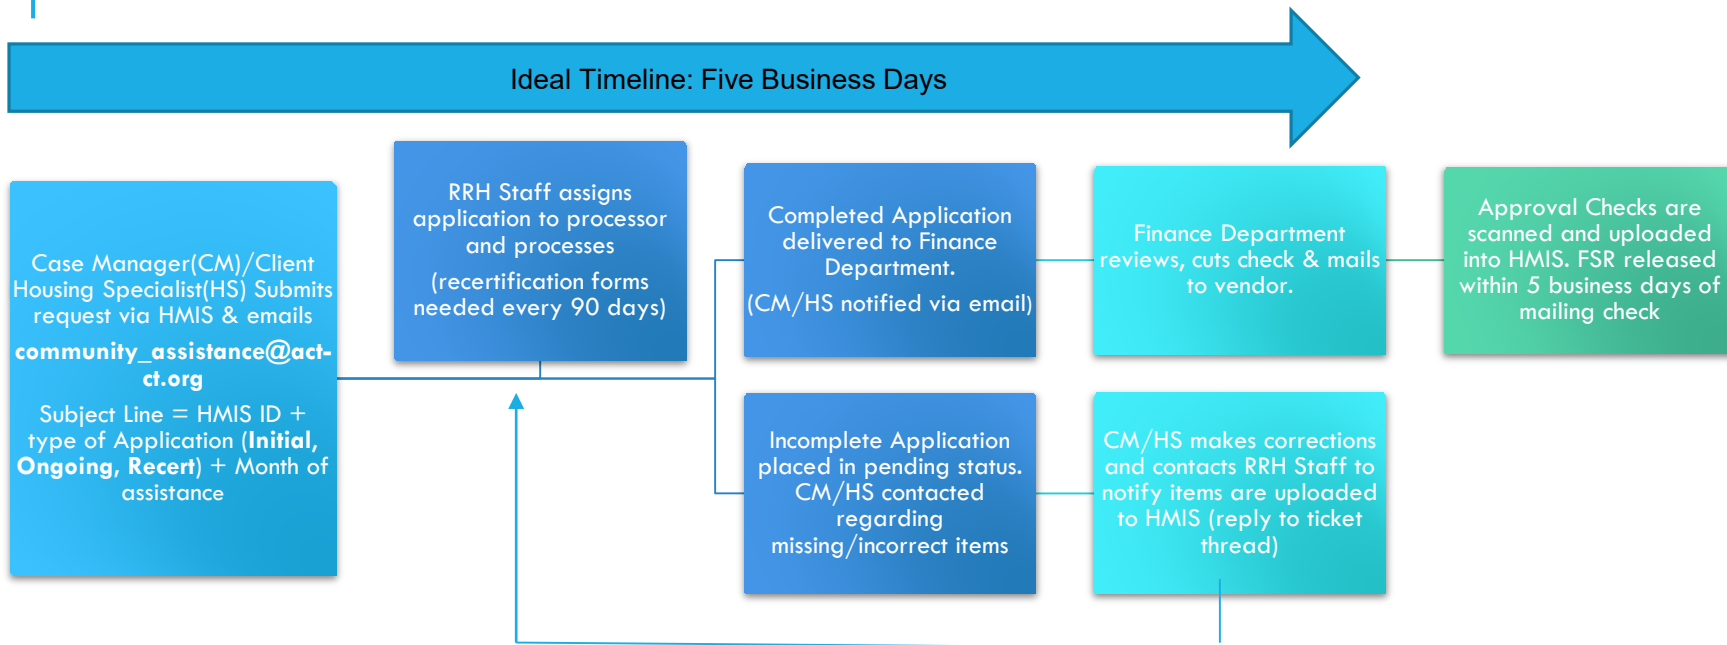 Ideal Timeline: Five Business Days
Case Manager(CM)/Client
Housing Specialist(HS) Submits
request via HMIS & emails
community_assistance@act-
ct.org
Subject Line = HMIS ID +
type of Application (Initial,
Ongoing, Recert) + Month of
assistance
RRH Staff assigns
application to processor
and processes
(recertification forms
needed every 90 days)
Completed Application
delivered to Finance
Department.
(CM/HS notified via email)
Finance Department
reviews, cuts check & mails
to vendor.
Approval Checks are
scanned and uploaded
into HMIS. FSR released
within 5 business days of
mailing check
Incomplete Application
placed in pending status.
CM/HS contacted
regarding
missing/incorrect items
CM/HS makes corrections
and contacts RRH Staff to
notify items are uploaded
to HMIS (reply to ticket
thread)